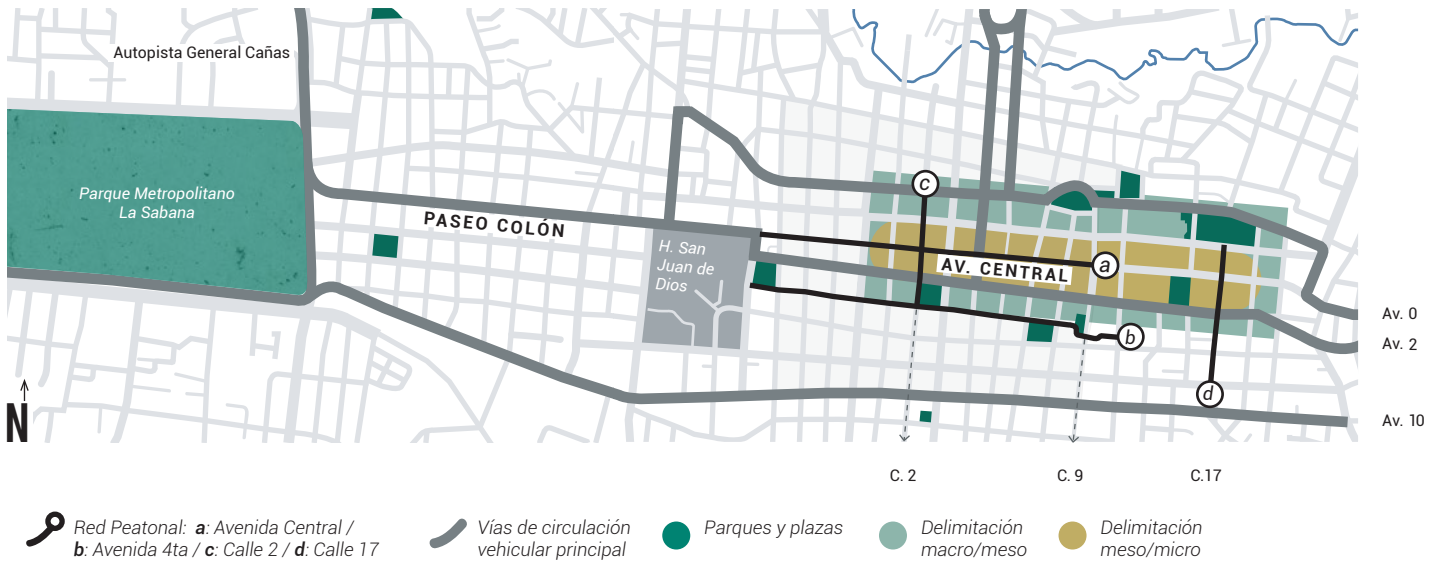 Autopista General Cañas
Parque Metropolitano
La Sabana
PASEO COLÓN
H. San
Juan de
Dios
c
AV. CENTRAL
a
b
d
Av. 0
Av. 2
Av. 10
N
C. 2
C. 9
C.17
Red Peatonal: a: Avenida Central /
b: Avenida 4ta / c: Calle 2 / d: Calle 17
Vías de circulación
vehicular principal
Parques y plazas
Delimitación
macro/meso
Delimitación
meso/micro